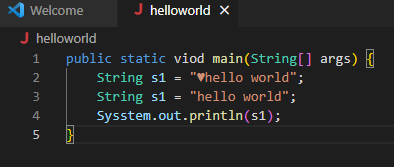 Welcome
helloworld
helloworld
1 public static viod main(String[] args) {
2 String s1 = "♥hello world";
3 String s1 = "hello world";
4 Sysstem.out.println(s1);
5 }